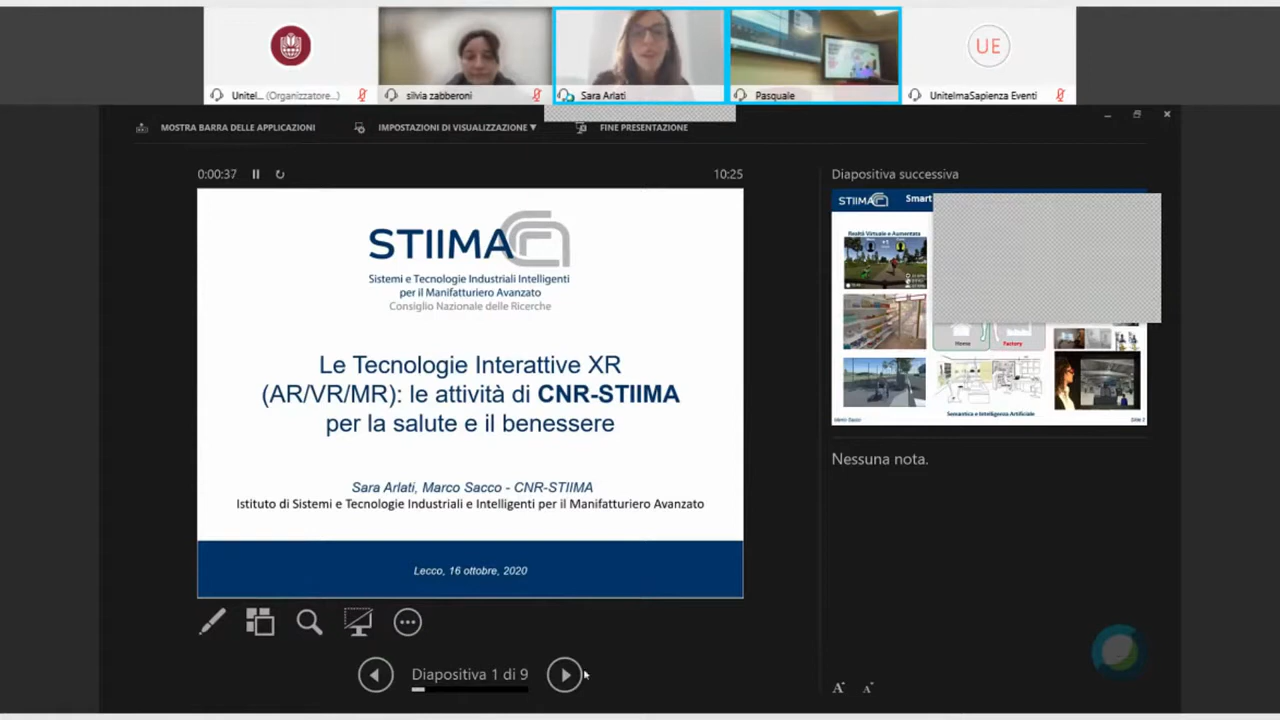 UE
Unitel... (Organizzatore...)
silvia zabberoni
Sara Arlati
Pasquale
UnitelmaSapienza Eventi
MOSTRA BARRA DELLE APPLICAZIONI
IMPOSTAZIONI DI VISUALIZZAZIONE ▼
FINE PRESENTAZIONE
0:00:37
10:25
STIIMA
Sistemi e Tecnologie Industriali Intelligenti
per il Manifatturiero Avanzato
Consiglio Nazionale delle Ricerche
Le Tecnologie Interattive XR
(AR/VR/MR): le attività di CNR-STIIMA
per la salute e il benessere
Sara Arlati, Marco Sacco - CNR-STIIMA
Istituto di Sistemi e Tecnologie Industriali e Intelligenti per il Manifatturiero Avanzato
Lecco, 16 ottobre, 2020
Diapositiva 1 di 9
Diapositiva successiva
STIIMA
Smart
Realtà Virtuale e Aumentata
Home
Factory
Semantica e Intelligenza Artificiale
Marco Sacco
Slide 2
Nessuna nota.
A
A